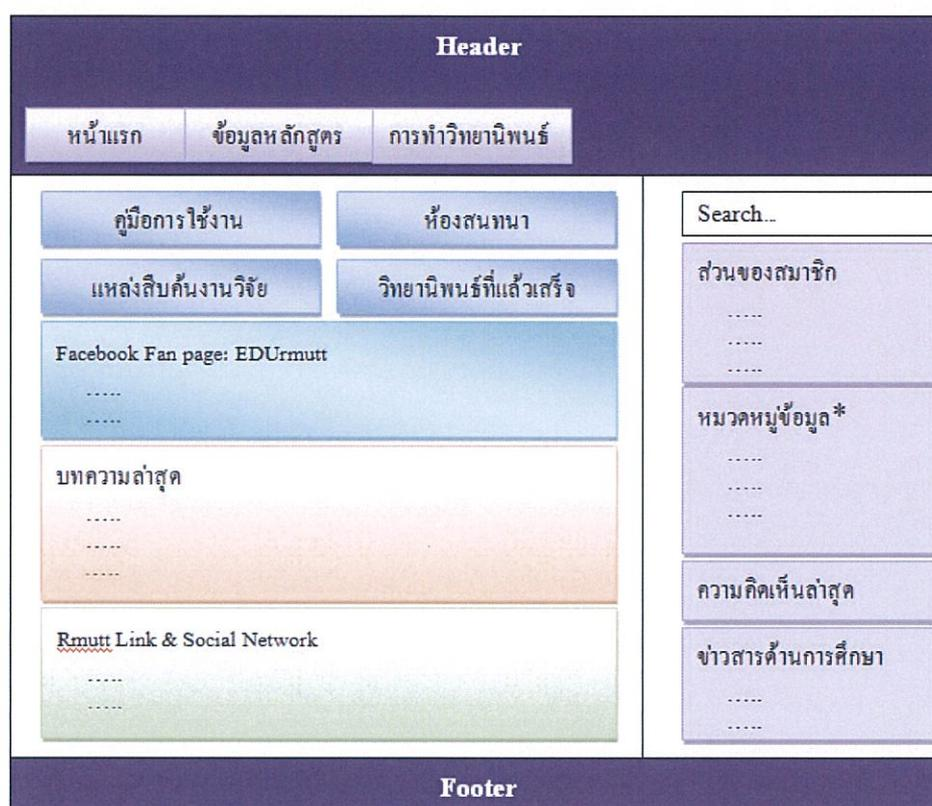 Header
หน้าแรก
ข้อมูลหลักสูตร
การทำวิทยานิพนธ์
คู่มือการใช้งาน
ห้องสนทนา
แหล่งสืบค้นงานวิจัย
วิทยานิพนธ์ที่แล้วเสร็จ
Facebook Fan page: EDUrmutt
.....
.....
บทความล่าสุด
.....
.....
.....
Rmutt Link & Social Network
.....
.....
Search...
ส่วนของสมาชิก
.....
.....
.....
หมวดหมู่ข้อมูล*
.....
.....
.....
ความคิดเห็นล่าสุด
ข่าวสารด้านการศึกษา
.....
.....
Footer